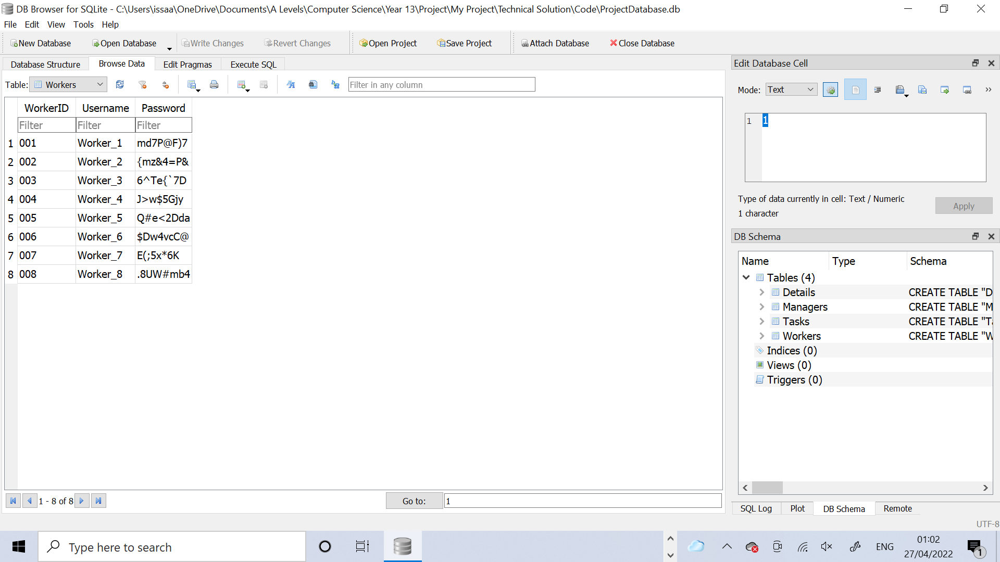 DB Browser for SQLite - C:\Users\issaa\OneDrive\Documents\A Levels\Computer Science\Year 13\Project\My Project\Technical Solution\Code\ProjectDatabase.db
File Edit View Tools Help
New Database Open Database Write Changes Revert Changes Open Project Save Project Attach Database Close Database
Database Structure Browse Data Edit Pragmas Execute SQL
Table: Workers Filter in any column
WorkerID Username Password
Filter Filter Filter
1 001 Worker_1 md7P@F)7
2 002 Worker_2 {mz&4=P&
3 003 Worker_3 6^Te{`7D
4 004 Worker_4 J>w$5Gjy
5 005 Worker_5 Q#e<2Dda
6 006 Worker_6 $Dw4vcC@
7 007 Worker_7 E(;5x*6K
8 008 Worker_8 .8UW#mb4
1 - 8 of 8 Go to: 1
Edit Database Cell
Mode: Text
1 1
Type of data currently in cell: Text / Numeric
1 character
Apply
DB Schema
Name Type Schema
Tables (4)
Details CREATE TABLE "D
Managers CREATE TABLE "M
Tasks CREATE TABLE "Ta
Workers CREATE TABLE "W
Indices (0)
Views (0)
Triggers (0)
SQL Log Plot DB Schema Remote
UTF-8
Type here to search
ENG
01:02
27/04/2022
1